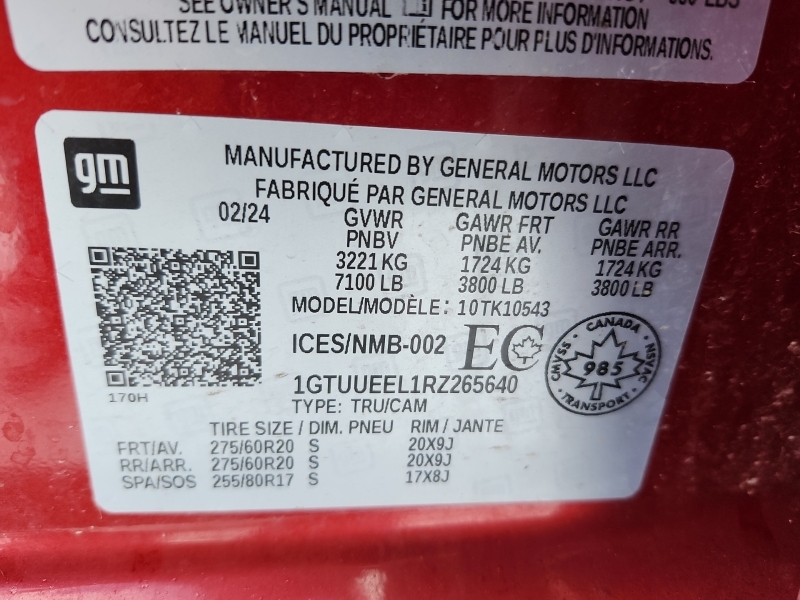 SEE OWNER'S MANUAL FOR MORE INFORMATION
CONSULTEZ LE MANUEL DU PROPRIÉTAIRE POUR PLUS D'INFORMATIONS.
gm
MANUFACTURED BY GENERAL MOTORS LLC
FABRIQUÉ PAR GENERAL MOTORS LLC
02/24 GVWR GAWR FRT GAWR RR
PNBV PNBE AV. PNBE ARR.
3221 KG 1724 KG 1724 KG
7100 LB 3800 LB 3800 LB
MODEL/MODÈLE: 10TK10543
ICES/NMB-002 EC
CANADA
CMVSS 985 NSVAC
TRANSPORT
170H
1GTUUEEL1RZ265640
TYPE: TRU/CAM
TIRE SIZE / DIM. PNEU RIM / JANTE
FRT/AV. 275/60R20 S 20X9J
RR/ARR. 275/60R20 S 20X9J
SPA/SOS 255/80R17 S 17X8J